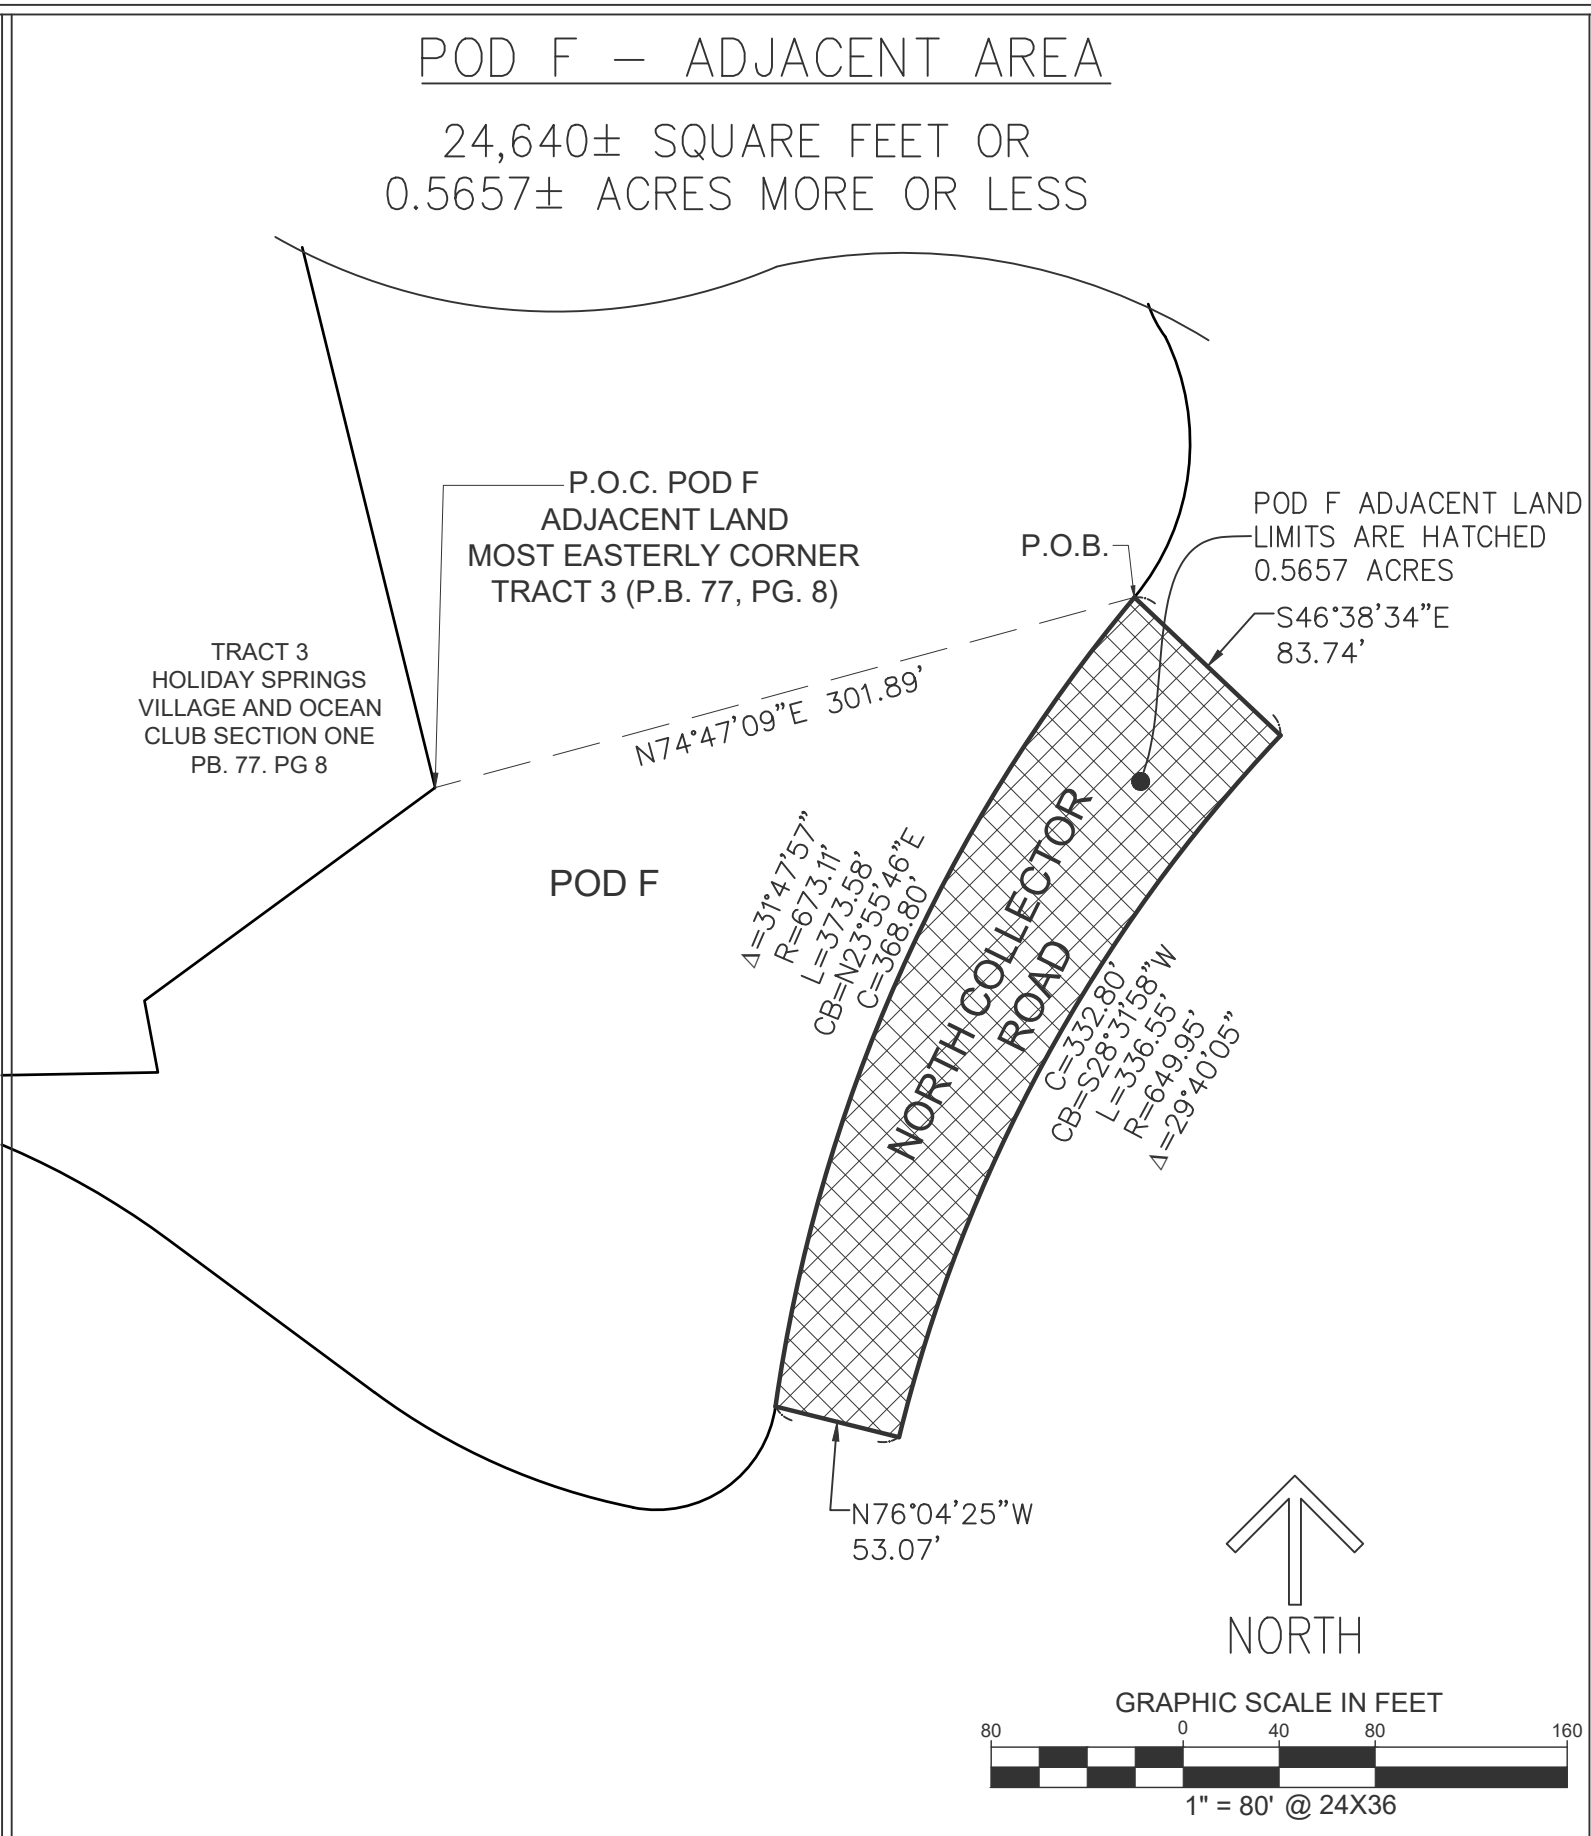 POD F – ADJACENT AREA
24,640± SQUARE FEET OR
0.5657± ACRES MORE OR LESS
P.O.C. POD F
ADJACENT LAND
MOST EASTERLY CORNER
TRACT 3 (P.B. 77, PG. 8)
P.O.B.
POD F ADJACENT LAND
LIMITS ARE HATCHED
0.5657 ACRES
S46°38'34"E
83.74'
TRACT 3
HOLIDAY SPRINGS
VILLAGE AND OCEAN
CLUB SECTION ONE
PB. 77. PG 8
N74°47'09"E 301.89'
POD F
Δ=31°47'57"
R=673.11'
L=373.58'
CB=N23°55'46"E
C=368.80'
NORTH COLLECTOR
ROAD
C=332.80'
CB=S28°31'58"W
L=336.55'
R=649.95'
Δ=29°40'05"
N76°04'25"W
53.07'
NORTH
GRAPHIC SCALE IN FEET
80 0 40 80 160
1" = 80' @ 24X36